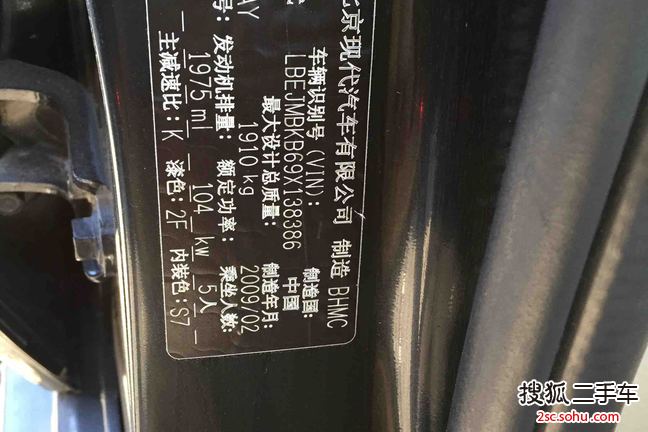 北京现代汽车有限公司 制造 BHMC
车辆识别号(VIN): 制造国:
LBEJMBKB69X138386 中国
最大设计总质量: 制造年月:
1910 kg 2009/02
号: 发动机排量: 额定功率: 乘坐人数:
AY 1975 ml 104 kw 5人
主减速比: K 漆色: 2F 内装色: S7
搜狐 二手车
2sc.sohu.com